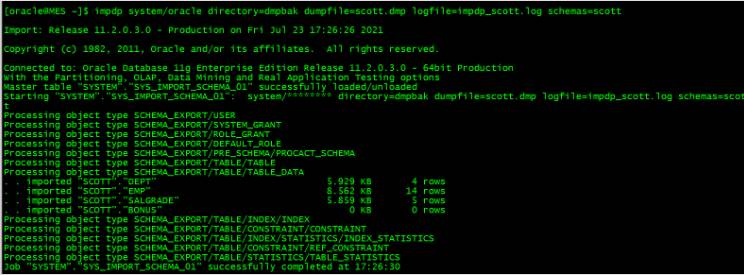 [oracle@MES ~]$ impdp system/oracle directory=dmpbak dumpfile=scott.dmp logfile=impdp_scott.log schemas=scott
Import: Release 11.2.0.3.0 - Production on Fri Jul 23 17:26:26 2021
Copyright (c) 1982, 2011, Oracle and/or its affiliates.  All rights reserved.
Connected to: Oracle Database 11g Enterprise Edition Release 11.2.0.3.0 - 64bit Production
With the Partitioning, OLAP, Data Mining and Real Application Testing options
Master table "SYSTEM"."SYS_IMPORT_SCHEMA_01" successfully loaded/unloaded
Starting "SYSTEM"."SYS_IMPORT_SCHEMA_01":  system/******** directory=dmpbak dumpfile=scott.dmp logfile=impdp_scott.log schemas=scot
t
Processing object type SCHEMA_EXPORT/USER
Processing object type SCHEMA_EXPORT/SYSTEM_GRANT
Processing object type SCHEMA_EXPORT/ROLE_GRANT
Processing object type SCHEMA_EXPORT/DEFAULT_ROLE
Processing object type SCHEMA_EXPORT/PRE_SCHEMA/PROCACT_SCHEMA
Processing object type SCHEMA_EXPORT/TABLE/TABLE
Processing object type SCHEMA_EXPORT/TABLE/TABLE_DATA
. . imported "SCOTT"."DEPT" 5.929 KB 4 rows
. . imported "SCOTT"."EMP" 8.562 KB 14 rows
. . imported "SCOTT"."SALGRADE" 5.859 KB 5 rows
. . imported "SCOTT"."BONUS" 0 KB 0 rows
Processing object type SCHEMA_EXPORT/TABLE/INDEX/INDEX
Processing object type SCHEMA_EXPORT/TABLE/CONSTRAINT/CONSTRAINT
Processing object type SCHEMA_EXPORT/TABLE/INDEX/STATISTICS/INDEX_STATISTICS
Processing object type SCHEMA_EXPORT/TABLE/CONSTRAINT/REF_CONSTRAINT
Processing object type SCHEMA_EXPORT/TABLE/STATISTICS/TABLE_STATISTICS
Job "SYSTEM"."SYS_IMPORT_SCHEMA_01" successfully completed at 17:26:30